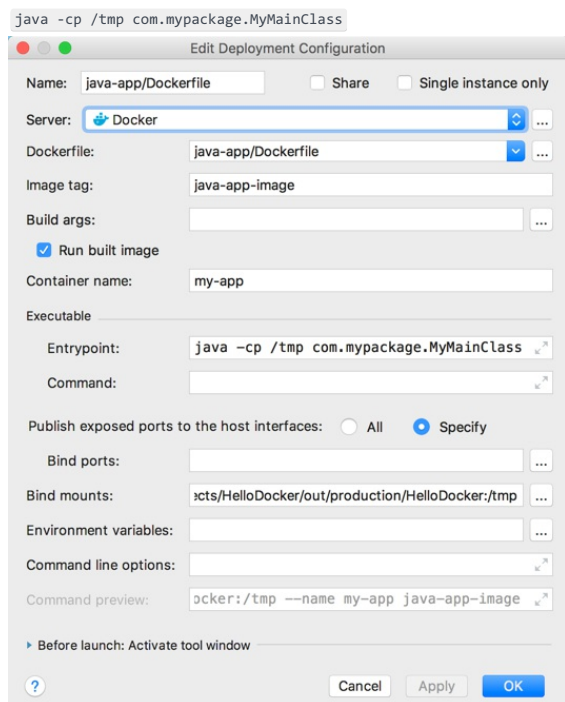 java -cp /tmp com.mypackage.MyMainClass
Edit Deployment Configuration
Name: java-app/Dockerfile Share Single instance only
Server: Docker ...
Dockerfile: java-app/Dockerfile ...
Image tag: java-app-image
Build args: ...
Run built image
Container name: my-app
Executable
Entrypoint: java -cp /tmp com.mypackage.MyMainClass
Command:
Publish exposed ports to the host interfaces: All Specify
Bind ports: ...
Bind mounts: ects/HelloDocker/out/production/HelloDocker:/tmp ...
Environment variables: ...
Command line options:
Command preview: ocker:/tmp --name my-app java-app-image
Before launch: Activate tool window
? Cancel Apply OK